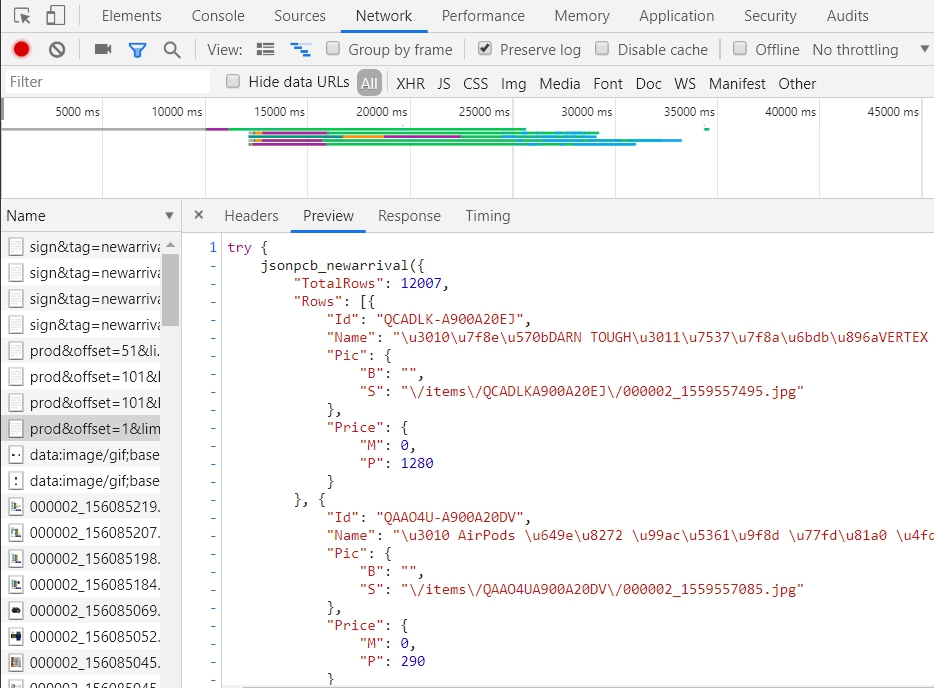 Elements Console Sources Network Performance Memory Application Security Audits
View: Group by frame Preserve log Disable cache Offline No throttling
Filter Hide data URLs All XHR JS CSS Img Media Font Doc WS Manifest Other
5000 ms 10000 ms 15000 ms 20000 ms 25000 ms 30000 ms 35000 ms 40000 ms 45000 ms
Name
sign&tag=newarriva
sign&tag=newarriva
sign&tag=newarriva
sign&tag=newarriva
prod&offset=51&li.
prod&offset=101&l
prod&offset=101&l
prod&offset=1&lim
data:image/gif;base
data:image/gif;base
000002_156085219.
000002_156085207.
000002_156085198.
000002_156085184.
000002_156085069.
000002_156085052.
000002_156085045.
000002_156085045.
× Headers Preview Response Timing
1 try {
- jsonpcb_newarrival({
- "TotalRows": 12007,
- "Rows": [{
- "Id": "QCADLK-A900A20EJ",
- "Name": "\u3010\u7f8e\u570bDARN TOUGH\u3011\u7537\u7f8a\u6bdb\u896aVERTEX
- "Pic": {
- "B": "",
- "S": "\/items\/QCADLKA900A20EJ\/000002_1559557495.jpg"
- },
- "Price": {
- "M": 0,
- "P": 1280
- }
- }, {
- "Id": "QAAO4U-A900A20DV",
- "Name": "\u3010 AirPods \u649e\u8272 \u99ac\u5361\u9f8d \u77fd\u81a0 \u4fd
- "Pic": {
- "B": "",
- "S": "\/items\/QAAO4UA900A20DV\/000002_1559557085.jpg"
- },
- "Price": {
- "M": 0,
- "P": 290
- }